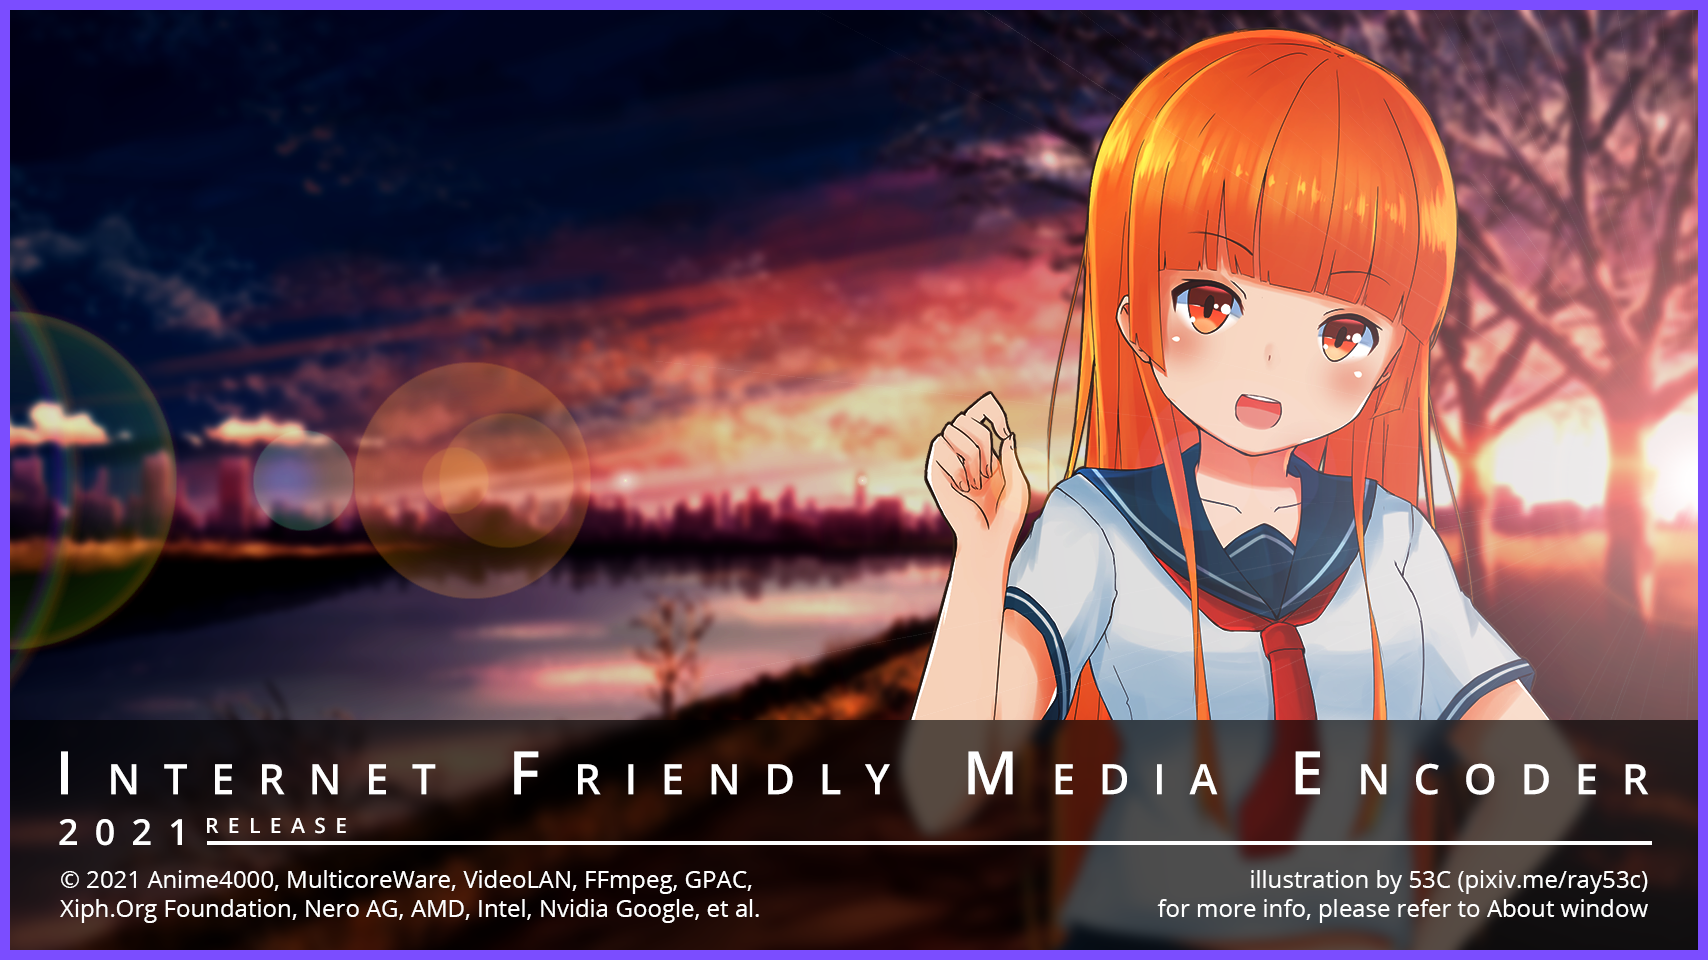 Internet Friendly Media Encoder
2021 RELEASE
© 2021 Anime4000, MulticoreWare, VideoLAN, FFmpeg, GPAC,
Xiph.Org Foundation, Nero AG, AMD, Intel, Nvidia Google, et al.
illustration by 53C (pixiv.me/ray53c)
for more info, please refer to About window